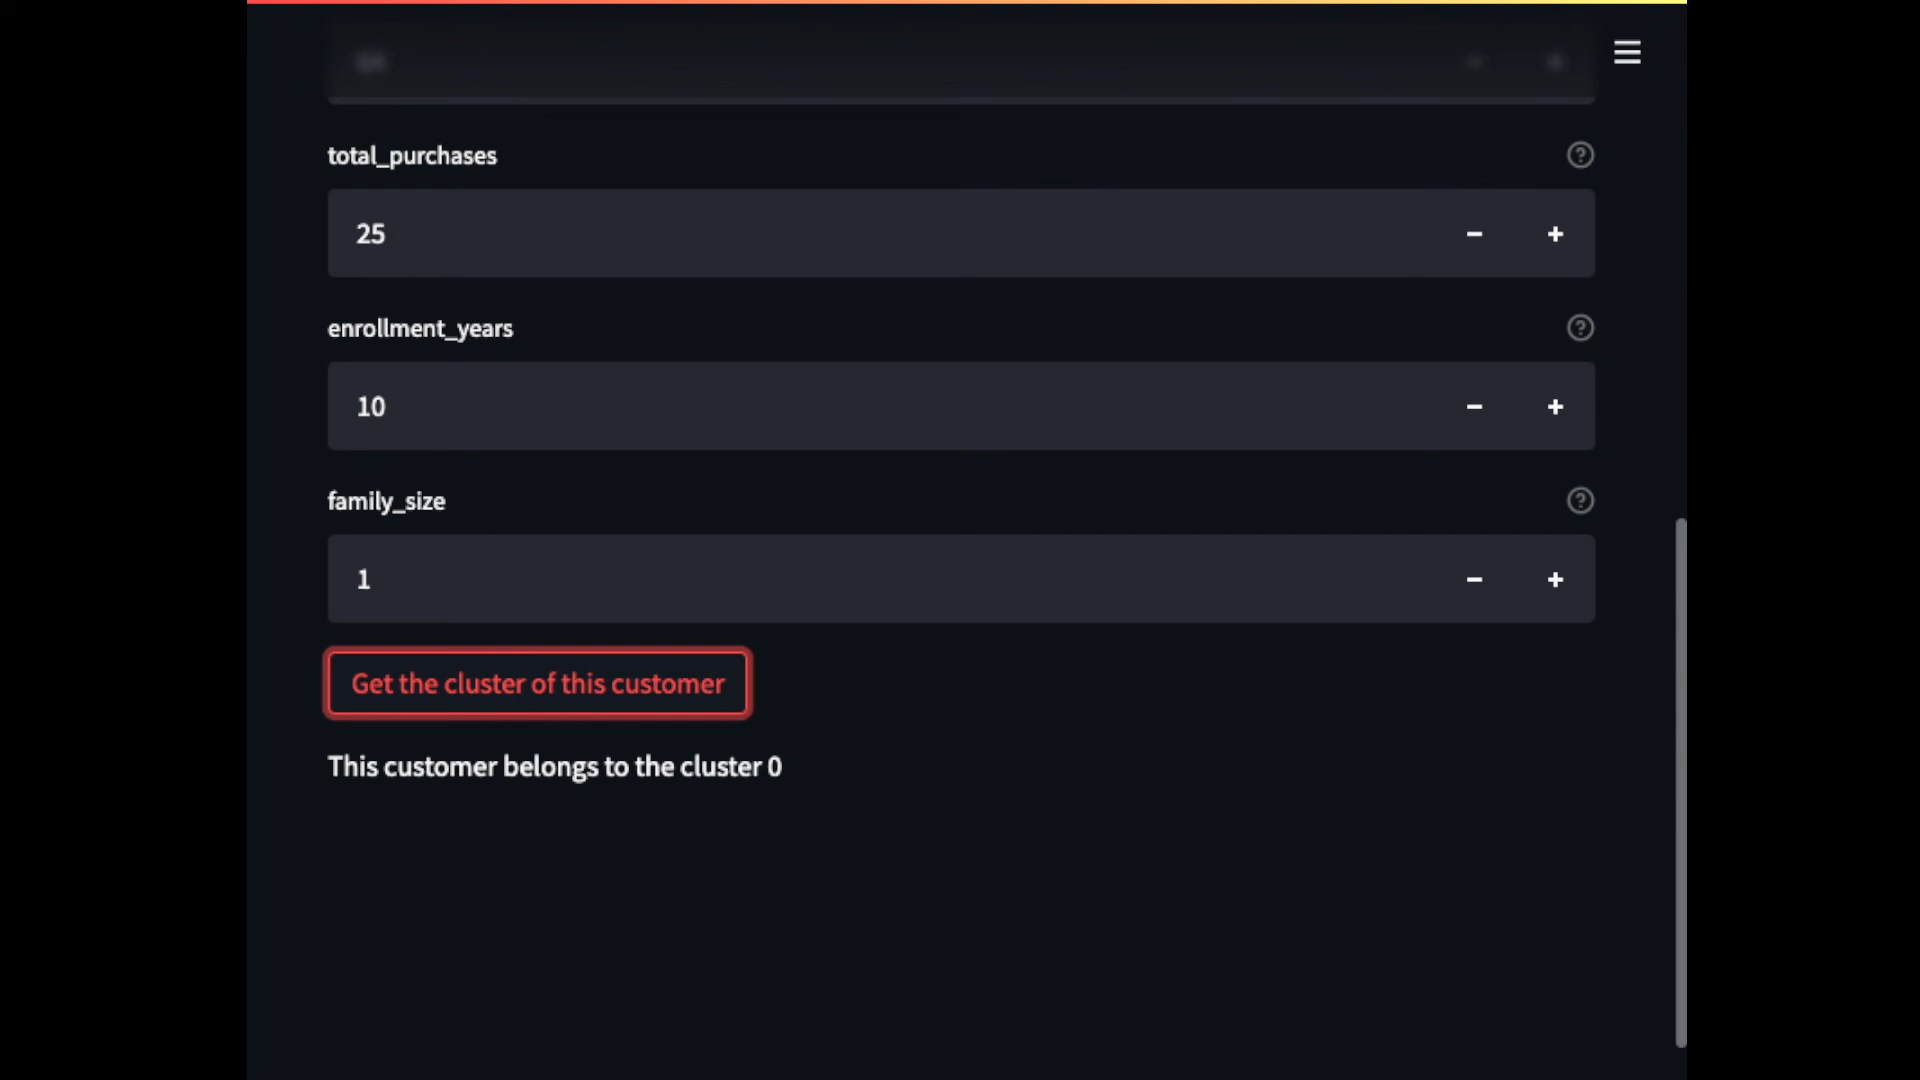 total_purchases
25
enrollment_years
10
family_size
1
Get the cluster of this customer
This customer belongs to the cluster 0